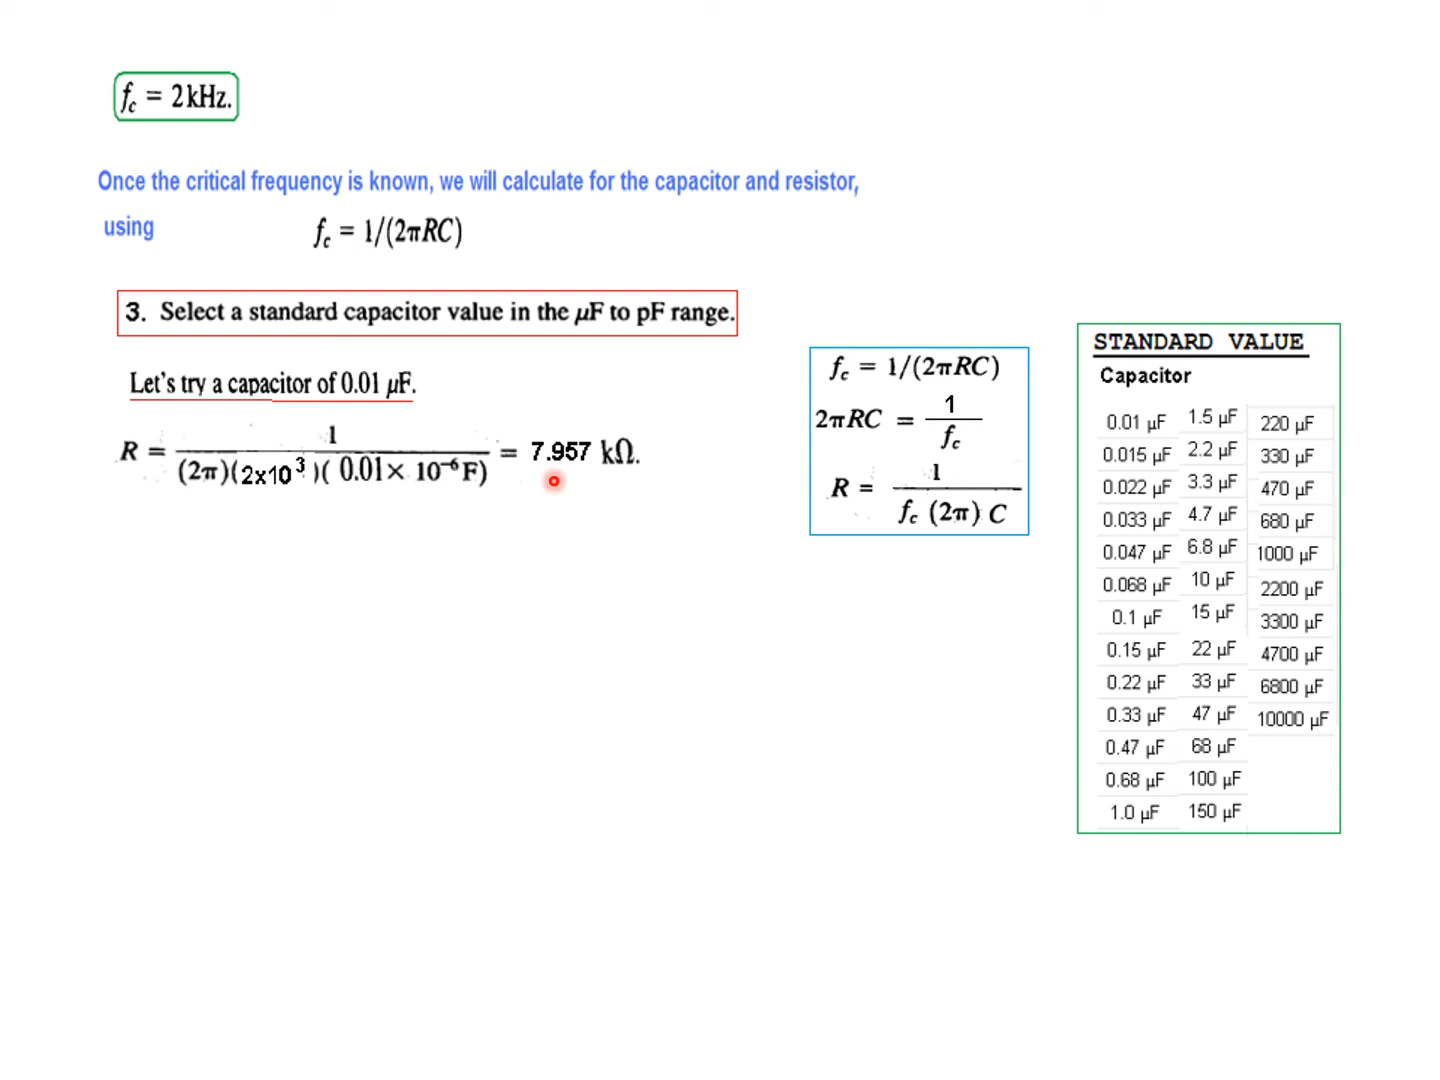 fc = 2kHz.
Once the critical frequency is known, we will calculate for the capacitor and resistor,
using fc = 1/(2πRC)
3. Select a standard capacitor value in the µF to pF range.
Let's try a capacitor of 0.01 µF.
R = 1 / (2π)(2x10³)(0.01× 10⁻⁶F) = 7.957 kΩ.
fc = 1/(2πRC)
2πRC = 1 / fc
R = 1 / fc (2π) C
STANDARD VALUE
Capacitor
0.01 µF 1.5 µF 220 µF
0.015 µF 2.2 µF 330 µF
0.022 µF 3.3 µF 470 µF
0.033 µF 4.7 µF 680 µF
0.047 µF 6.8 µF 1000 µF
0.068 µF 10 µF 2200 µF
0.1 µF 15 µF 3300 µF
0.15 µF 22 µF 4700 µF
0.22 µF 33 µF 6800 µF
0.33 µF 47 µF 10000 µF
0.47 µF 68 µF
0.68 µF 100 µF
1.0 µF 150 µF